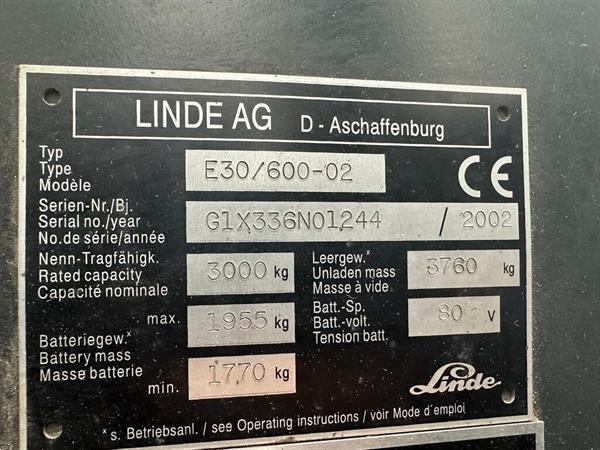 LINDE AG D - Aschaffenburg
Typ
Type E30/600-02
Modèle
CE
Serien-Nr./Bj.
Serial no./year G1X336N01244 / 2002
No.de série/année
Nenn-Tragfähigk. Leergew.x
Rated capacity 3000 kg Unladen mass 3760 kg
Capacité nominale Masse à vide
max. 1955 kg Batt.-Sp.
Batteriegew.x Batt.-volt. 80 V
Battery mass Tension batt.
Masse batterie min. 1770 kg
Linde
x s. Betriebsanl. / see Operating instructions / voir Mode d´emploi